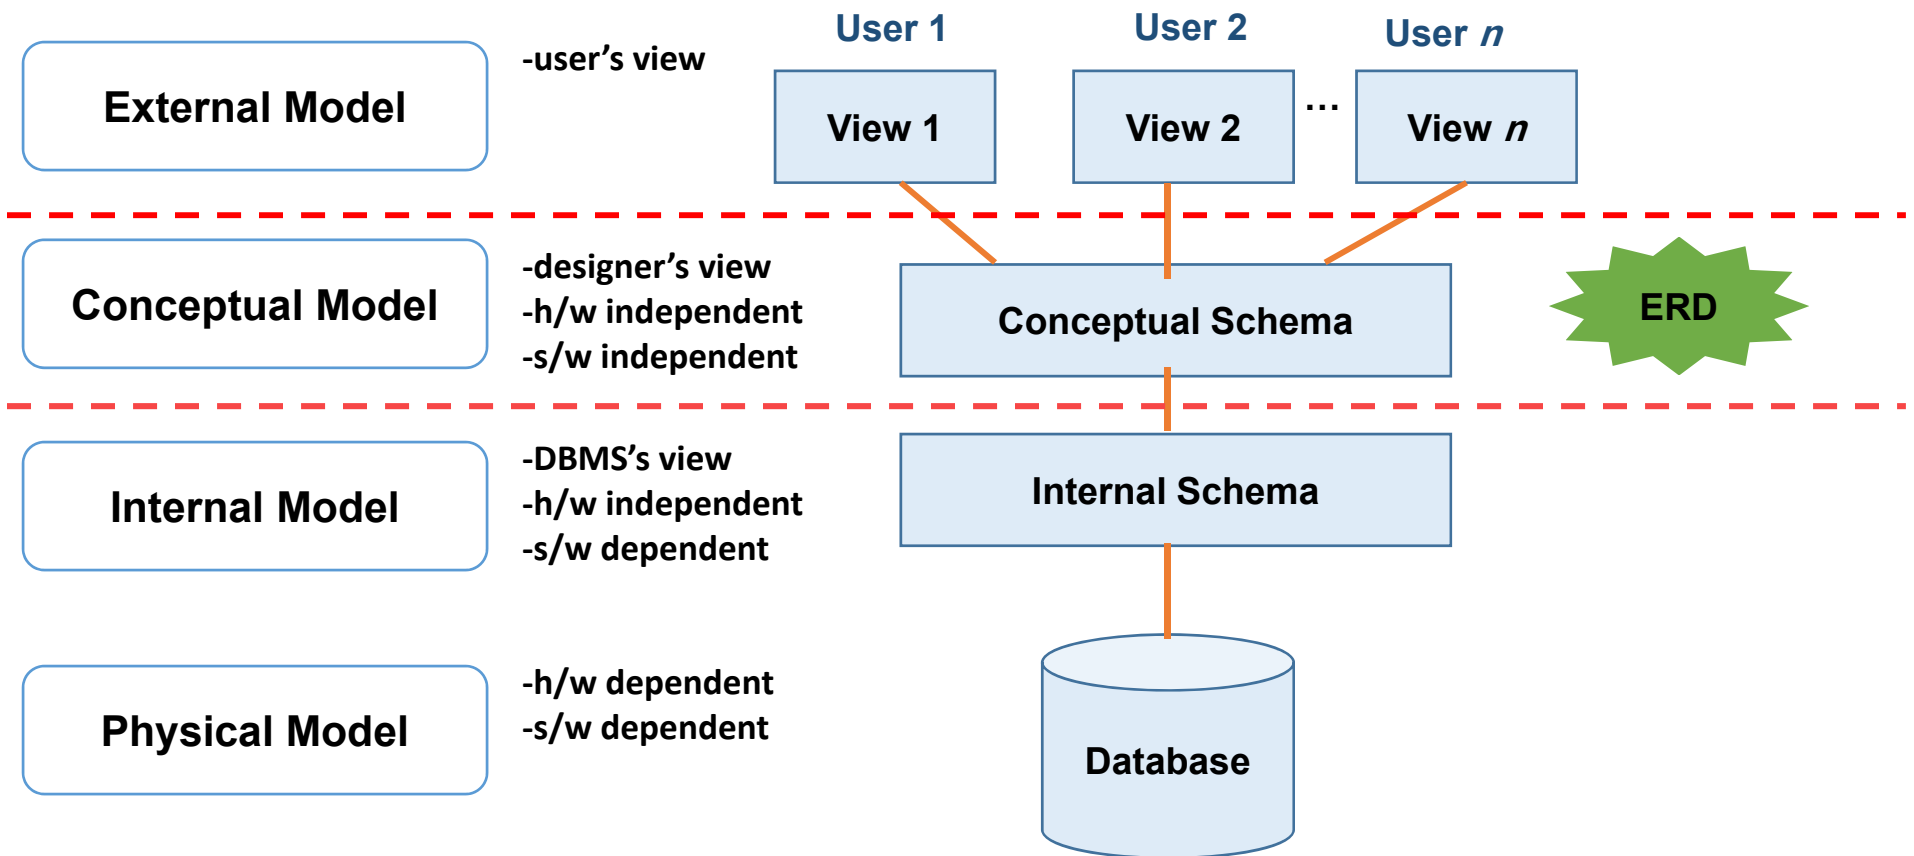 User 1
User 2
User n
External Model
-user’s view
View 1
View 2
...
View n
Conceptual Model
-designer’s view
-h/w independent
-s/w independent
Conceptual Schema
ERD
Internal Model
-DBMS’s view
-h/w independent
-s/w dependent
Internal Schema
Physical Model
-h/w dependent
-s/w dependent
Database